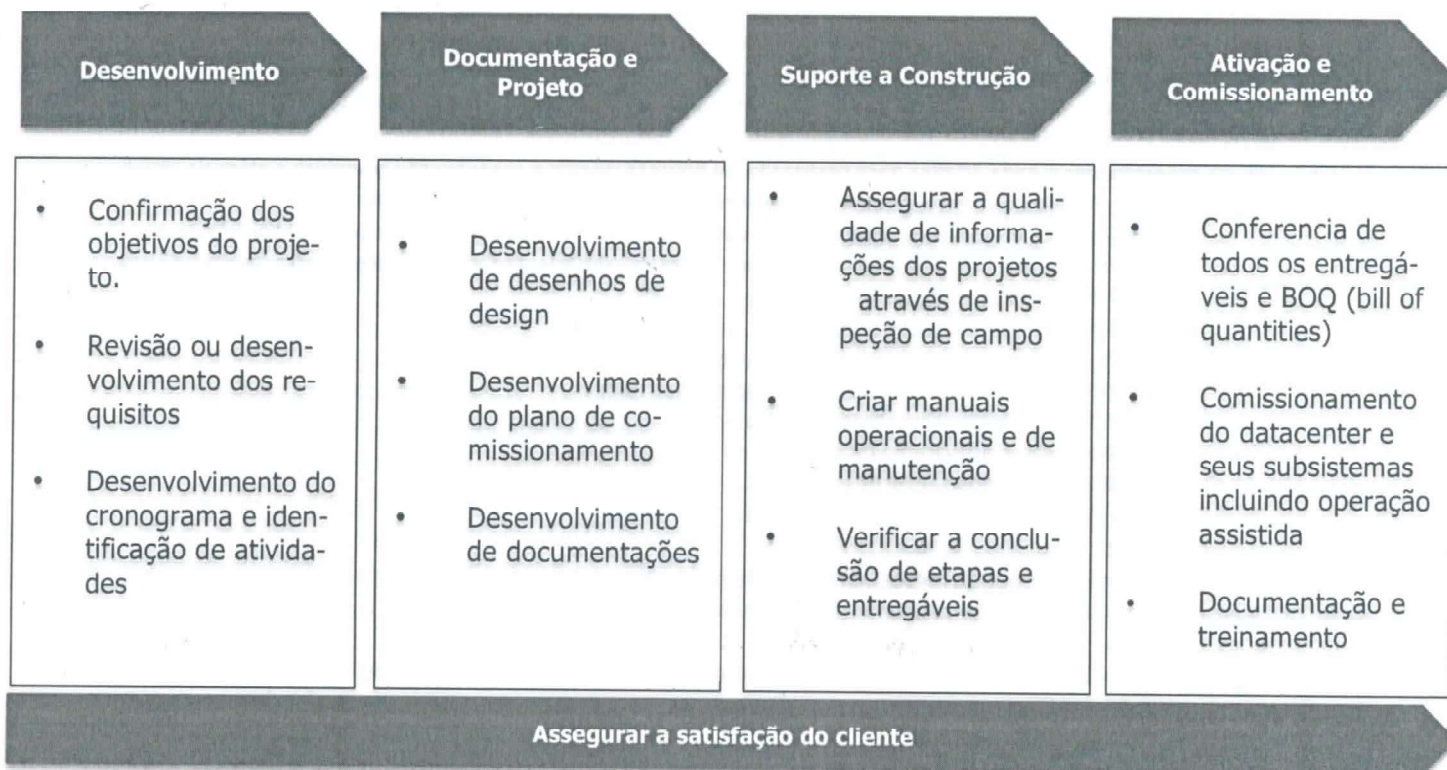 Desenvolvimento
Documentação e
Projeto
Suporte a Construção
Ativação e
Comissionamento
• Confirmação dos
objetivos do proje-
to.
• Revisão ou desen-
volvimento dos re-
quisitos
• Desenvolvimento do
cronograma e iden-
tificação de ativida-
des
• Desenvolvimento
de desenhos de
design
• Desenvolvimento
do plano de co-
missionamento
• Desenvolvimento
de documentações
• Assegurar a quali-
dade de informa-
ções dos projetos
através de ins-
peção de campo
• Criar manuais
operacionais e de
manutenção
• Verificar a conclu-
são de etapas e
entregáveis
• Conferencia de
todos os entregá-
veis e BOQ (bill of
quantities)
• Comissionamento
do datacenter e
seus subsistemas
incluindo operação
assistida
• Documentação e
treinamento
Assegurar a satisfação do cliente